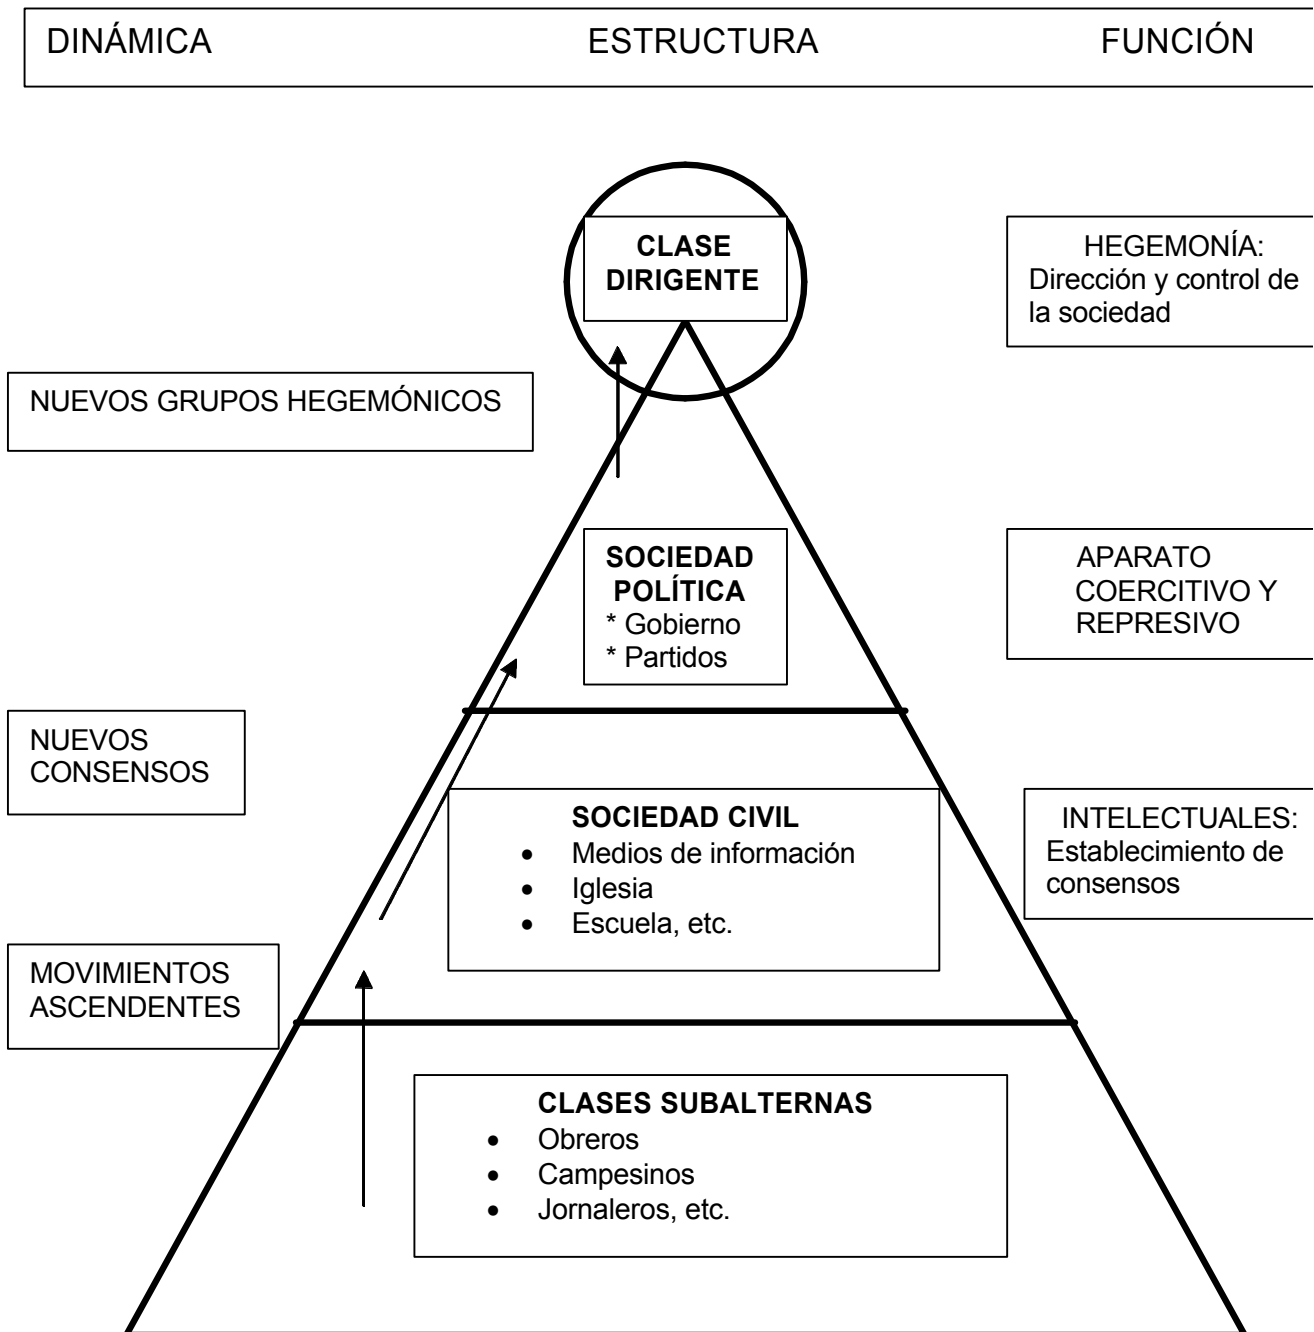 DINÁMICA ESTRUCTURA FUNCIÓN
CLASE
DIRIGENTE
HEGEMONÍA:
Dirección y control de
la sociedad
NUEVOS GRUPOS HEGEMÓNICOS
SOCIEDAD
POLÍTICA
* Gobierno
* Partidos
APARATO
COERCITIVO Y
REPRESIVO
NUEVOS
CONSENSOS
SOCIEDAD CIVIL
• Medios de información
• Iglesia
• Escuela, etc.
INTELECTUALES:
Establecimiento de
consensos
MOVIMIENTOS
ASCENDENTES
CLASES SUBALTERNAS
• Obreros
• Campesinos
• Jornaleros, etc.